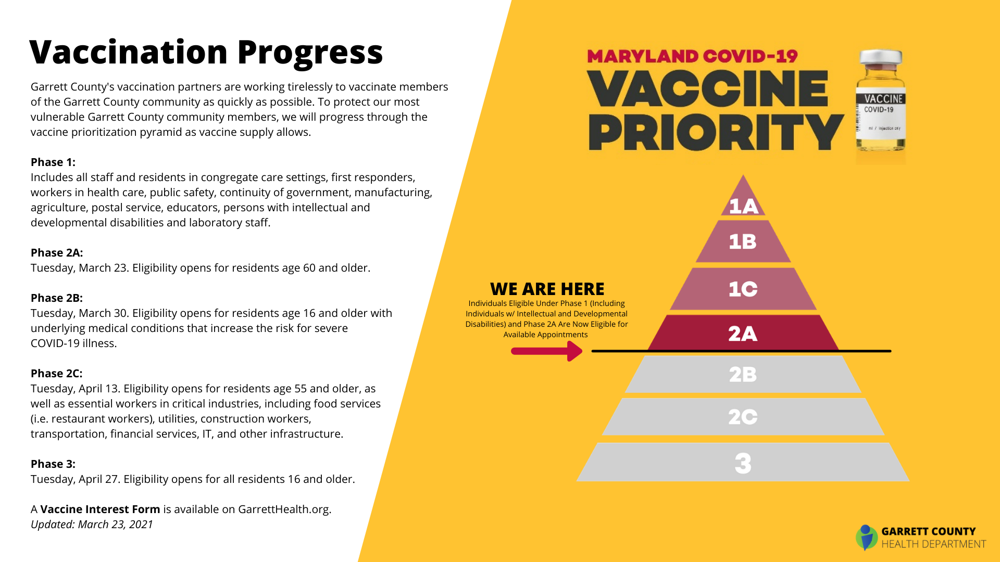 Vaccination Progress
Garrett County's vaccination partners are working tirelessly to vaccinate members
of the Garrett County community as quickly as possible. To protect our most
vulnerable Garrett County community members, we will progress through the
vaccine prioritization pyramid as vaccine supply allows.
Phase 1:
Includes all staff and residents in congregate care settings, first responders,
workers in health care, public safety, continuity of government, manufacturing,
agriculture, postal service, educators, persons with intellectual and
developmental disabilities and laboratory staff.
Phase 2A:
Tuesday, March 23. Eligibility opens for residents age 60 and older.
Phase 2B:
Tuesday, March 30. Eligibility opens for residents age 16 and older with
underlying medical conditions that increase the risk for severe
COVID-19 illness.
Phase 2C:
Tuesday, April 13. Eligibility opens for residents age 55 and older, as
well as essential workers in critical industries, including food services
(i.e. restaurant workers), utilities, construction workers,
transportation, financial services, IT, and other infrastructure.
Phase 3:
Tuesday, April 27. Eligibility opens for all residents 16 and older.
A Vaccine Interest Form is available on GarrettHealth.org.
Updated: March 23, 2021
MARYLAND COVID-19
VACCINE
PRIORITY
VACCINE
COVID-19
ml / Injection only
1A
1B
1C
WE ARE HERE
Individuals Eligible Under Phase 1 (Including
Individuals w/ Intellectual and Developmental
Disabilities) and Phase 2A Are Now Eligible for
Available Appointments
2A
2B
2C
3
GARRETT COUNTY
HEALTH DEPARTMENT